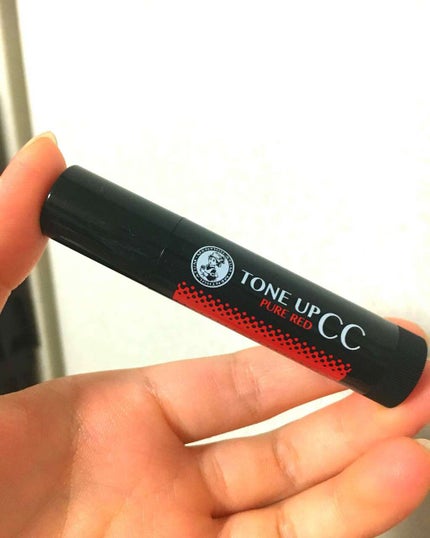 TONE UP CC
PURE RED